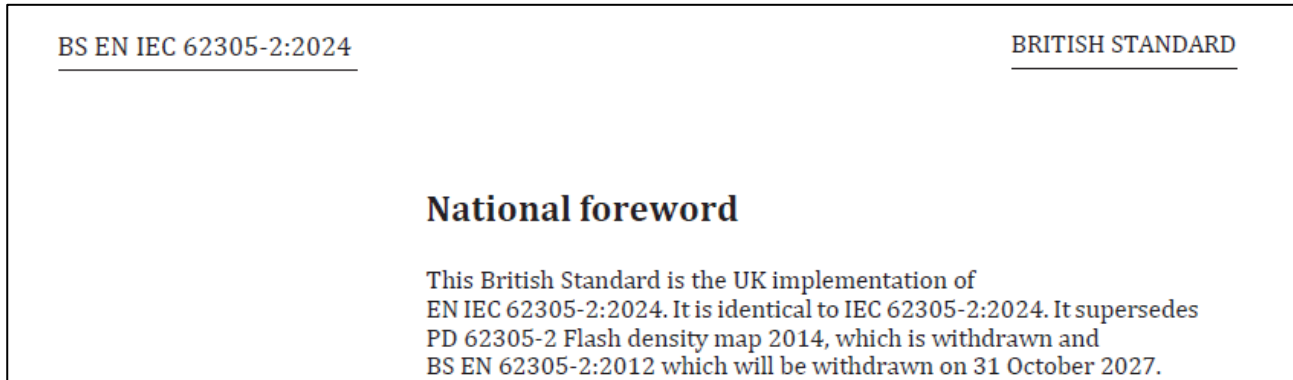 BS EN IEC 62305-2:2024
BRITISH STANDARD
National foreword
This British Standard is the UK implementation of
EN IEC 62305-2:2024. It is identical to IEC 62305-2:2024. It supersedes
PD 62305-2 Flash density map 2014, which is withdrawn and
BS EN 62305-2:2012 which will be withdrawn on 31 October 2027.